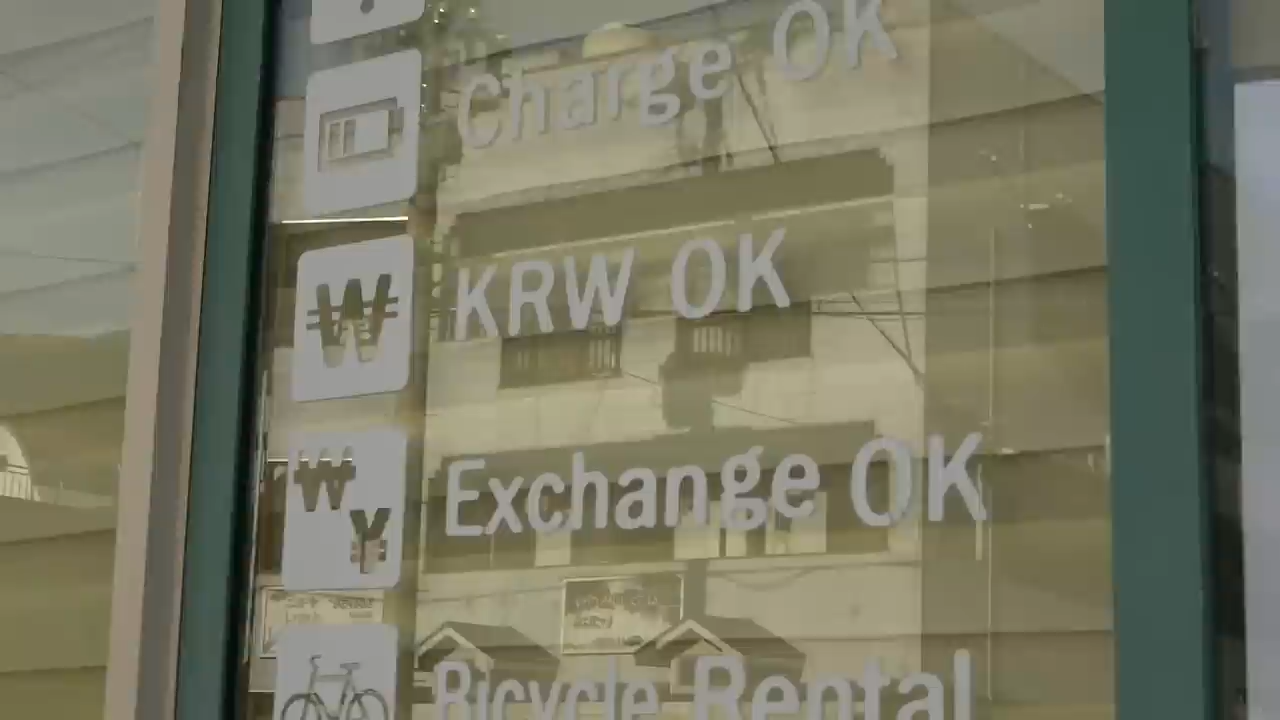 Charge OK
₩ KRW OK
₩ ¥ Exchange OK
Bicycle Rental